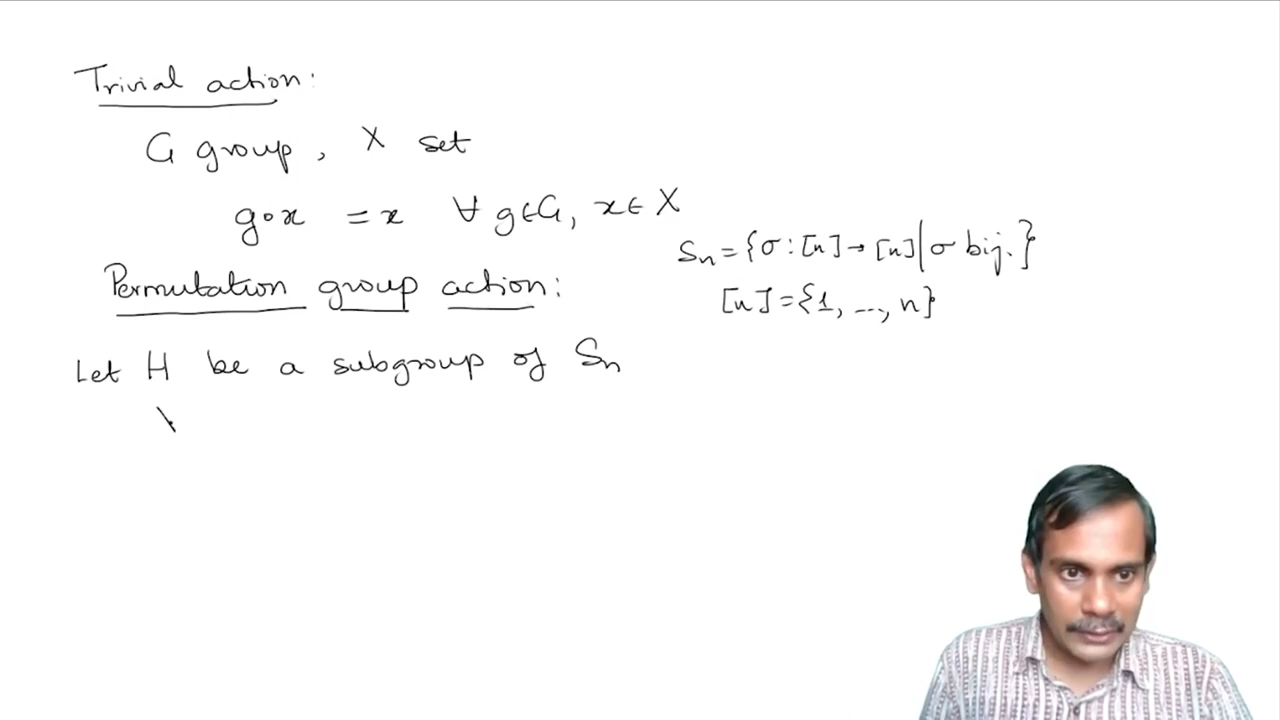 Trivial action:
G group, X set
g∘x = x ∀ g∈G, x∈X
Permutation group action:
Sn = {σ : [n] → [n] | σ bij.}
[n] = {1, ..., n}
Let H be a subgroup of Sn